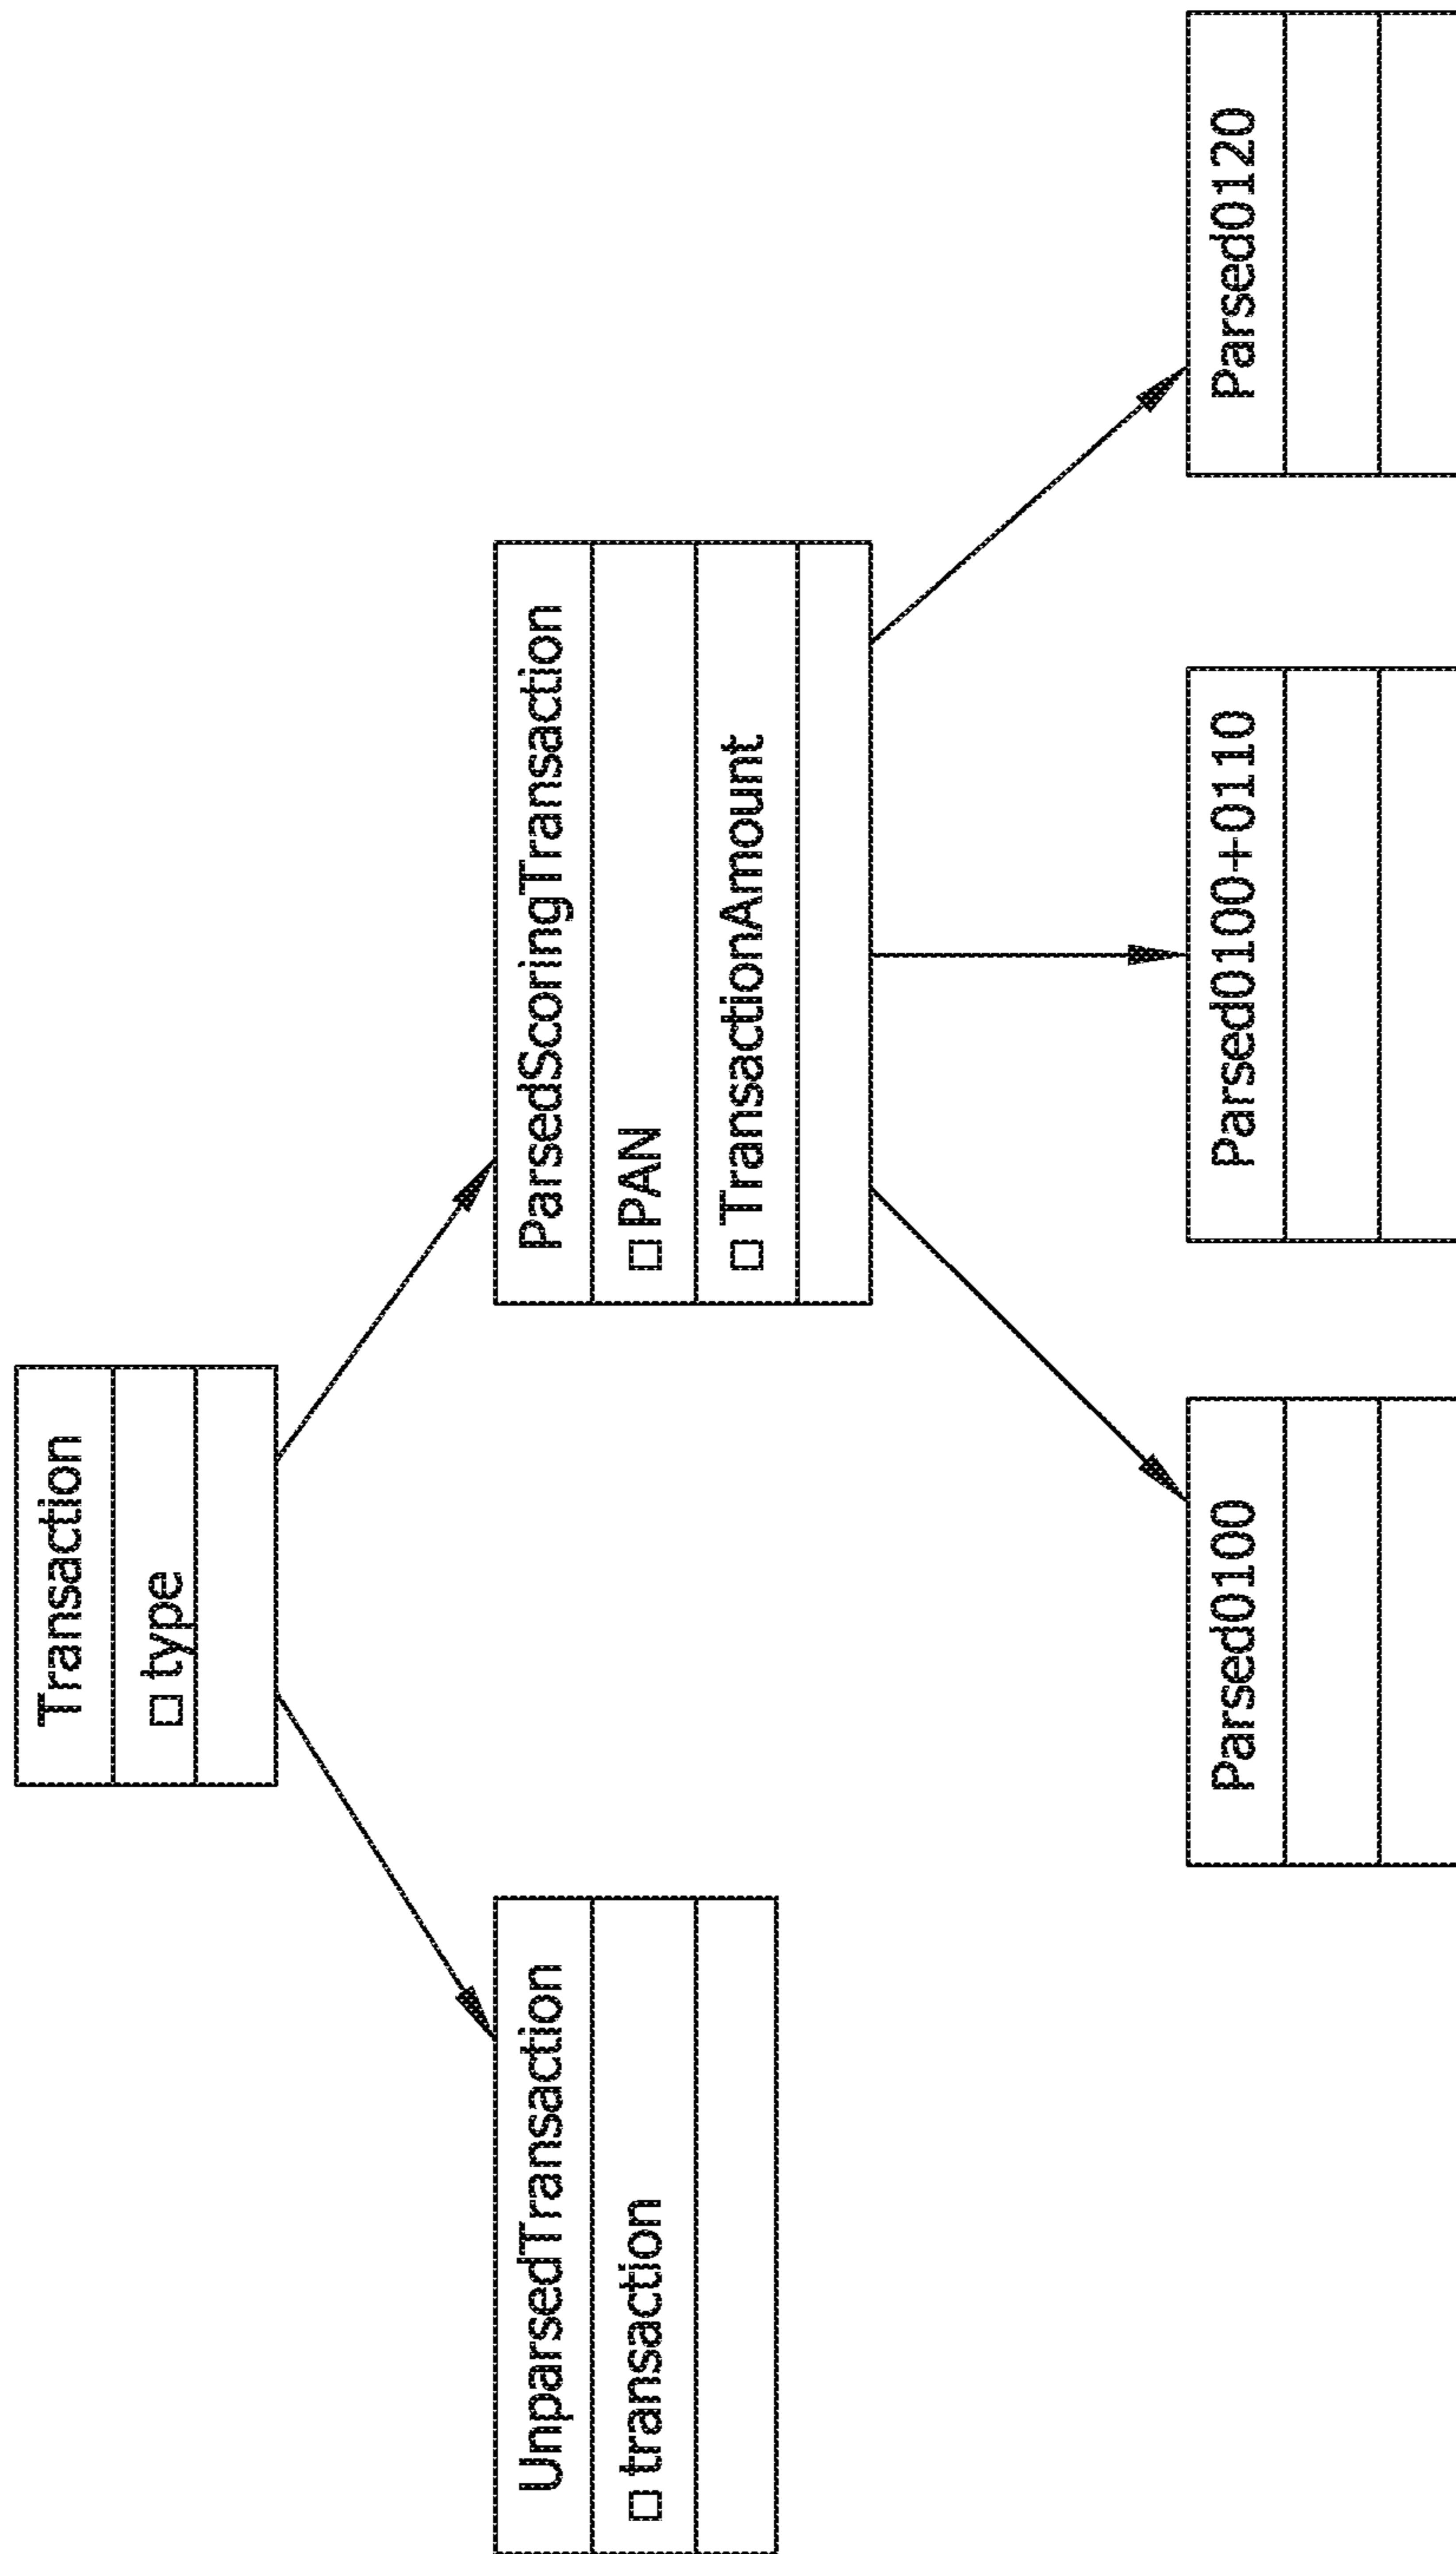 Transaction
□ type
UnparsedTransaction
□ transaction
ParsedScoringTransaction
□ PAN
□ TransactionAmount
Parsed0100
Parsed0100+0110
Parsed0120